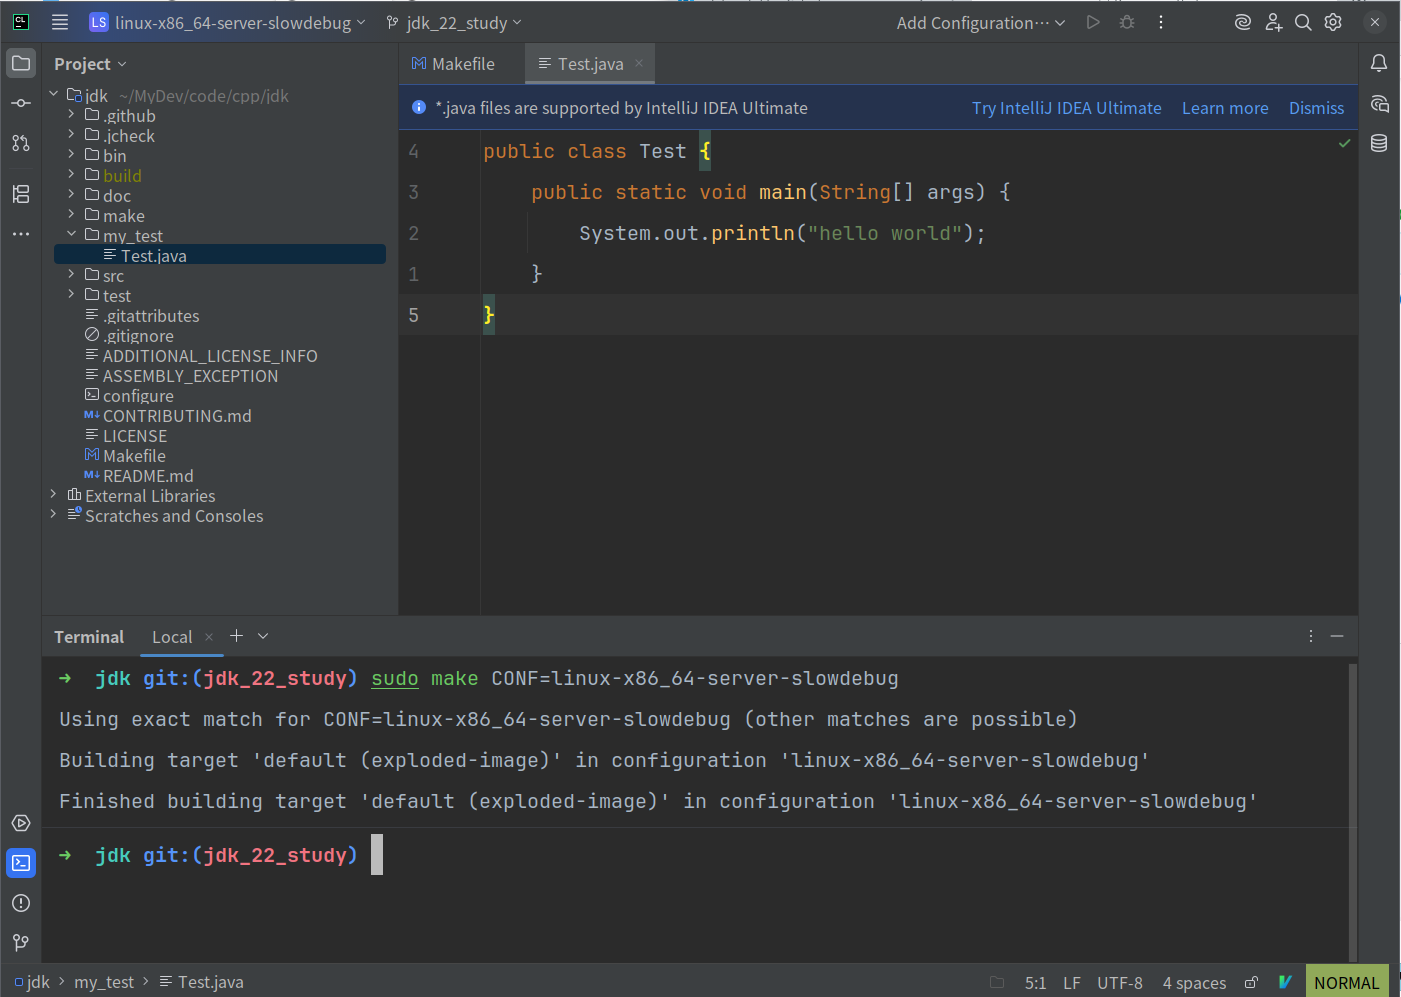 CL
LS linux-x86_64-server-slowdebug jdk_22_study Add Configuration···
Project
Makefile Test.java
jdk ~/MyDev/code/cpp/jdk
.github
.jcheck
bin
build
doc
make
my_test
Test.java
src
test
.gitattributes
.gitignore
ADDITIONAL_LICENSE_INFO
ASSEMBLY_EXCEPTION
configure
M↓ CONTRIBUTING.md
LICENSE
Makefile
M↓ README.md
External Libraries
Scratches and Consoles
*.java files are supported by IntelliJ IDEA Ultimate Try IntelliJ IDEA Ultimate Learn more Dismiss
4 public class Test {
3 public static void main(String[] args) {
2 System.out.println("hello world");
1 }
5 }
Terminal Local
→ jdk git:(jdk_22_study) sudo make CONF=linux-x86_64-server-slowdebug
Using exact match for CONF=linux-x86_64-server-slowdebug (other matches are possible)
Building target 'default (exploded-image)' in configuration 'linux-x86_64-server-slowdebug'
Finished building target 'default (exploded-image)' in configuration 'linux-x86_64-server-slowdebug'
→ jdk git:(jdk_22_study)
jdk > my_test > Test.java 5:1 LF UTF-8 4 spaces NORMAL